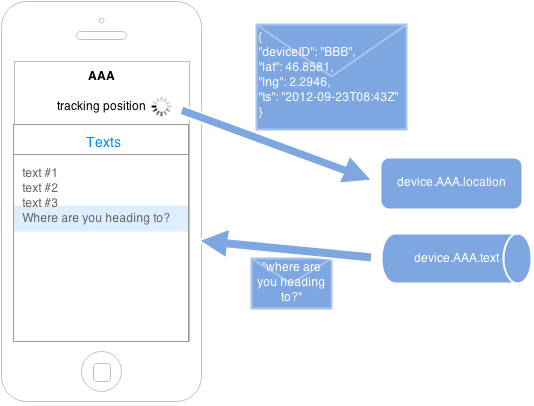 AAA
tracking position
Texts
text #1
text #2
text #3
Where are you heading to?
{
"deviceID": "BBB",
"lat": 46.8581,
"lng": 2.2946,
"ts": "2012-09-23T08:43Z"
}
device.AAA.location
device.AAA.text
"where are
you heading
to?"